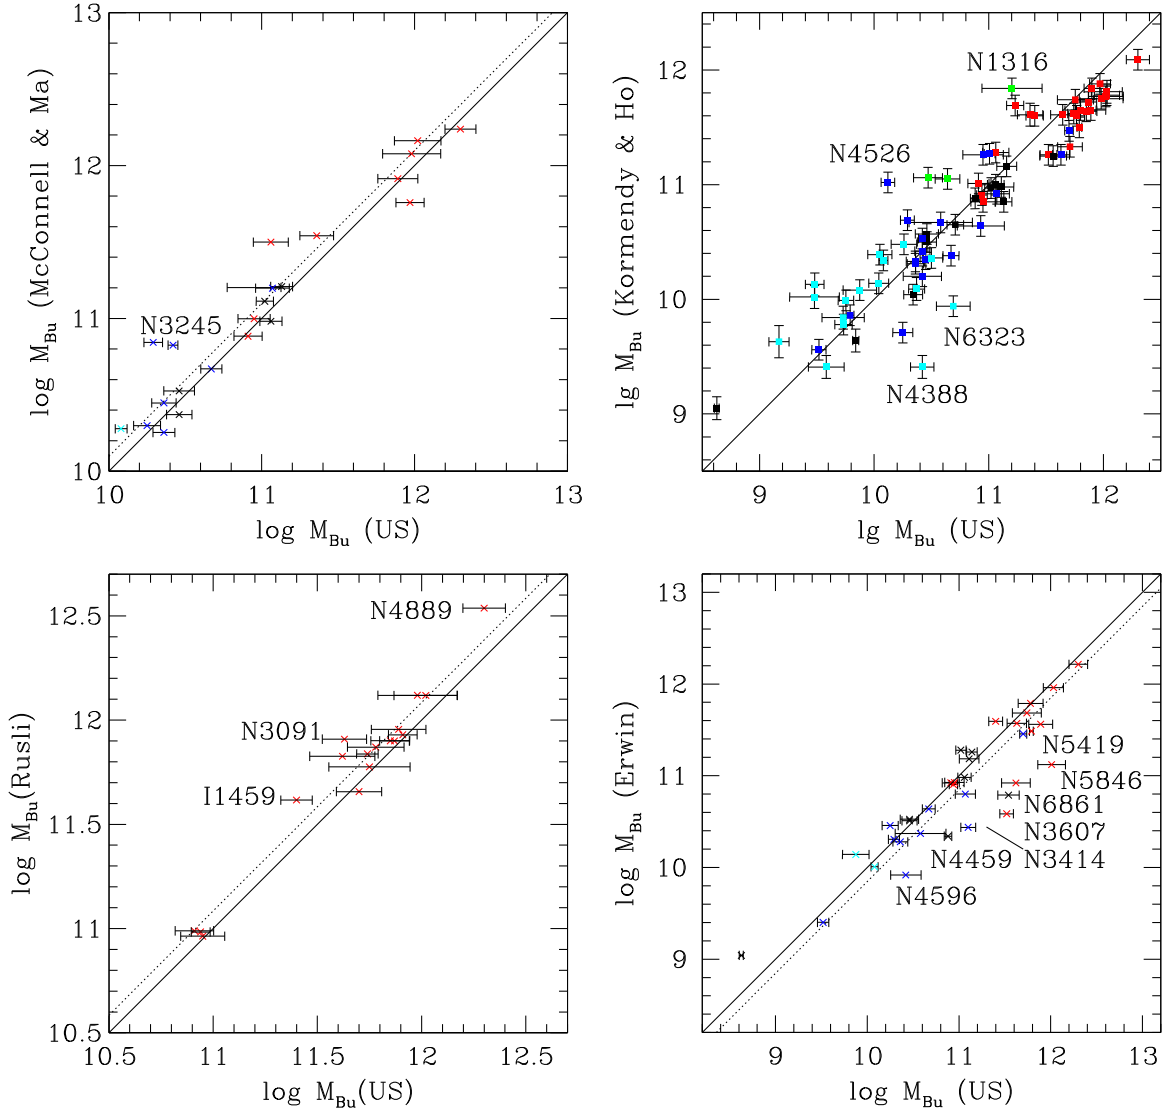 13
12
11
10
log M_Bu (McConnell & Ma)
N3245
10 11 12 13
log M_Bu (US)
12
11
10
9
lg M_Bu (Kormendy & Ho)
N1316
N4526
N6323
N4388
9 10 11 12
lg M_Bu (US)
12.5
12
11.5
11
10.5
log M_Bu(Rusli)
N4889
N3091
I1459
10.5 11 11.5 12 12.5
log M_Bu(US)
13
12
11
10
9
log M_Bu (Erwin)
N5419
N5846
N6861
N3607
N4459 N3414
N4596
9 10 11 12 13
log M_Bu (US)